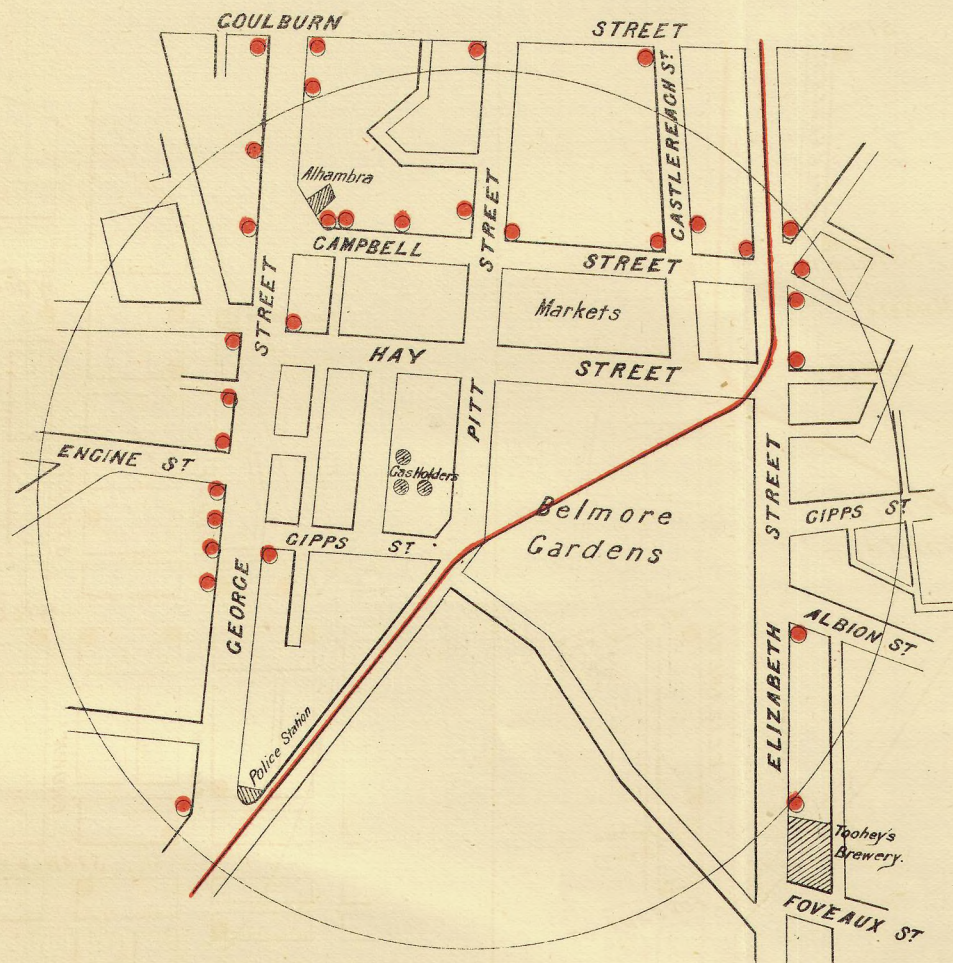 GOULBURN STREET
CASTLEREAGH ST
Alhambra
CAMPBELL STREET
STREET
STREET
Markets
HAY STREET
PITT
ENGINE ST
Gas Holders
Belmore
Gardens
STREET
GIPPS ST
GIPPS ST
GEORGE
ALBION ST
ELIZABETH
Police Station
Toohey's
Brewery.
FOVEAUX ST